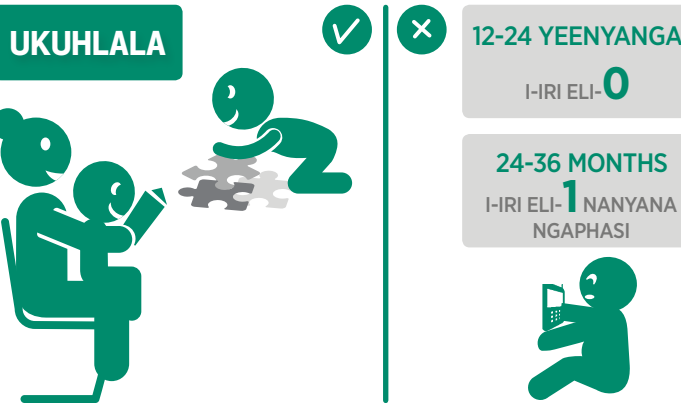 UKUHLALA
12-24 YEENYANGA
I-IRI ELI-0
24-36 MONTHS
I-IRI ELI-1 NANYANA
NGAPHASI